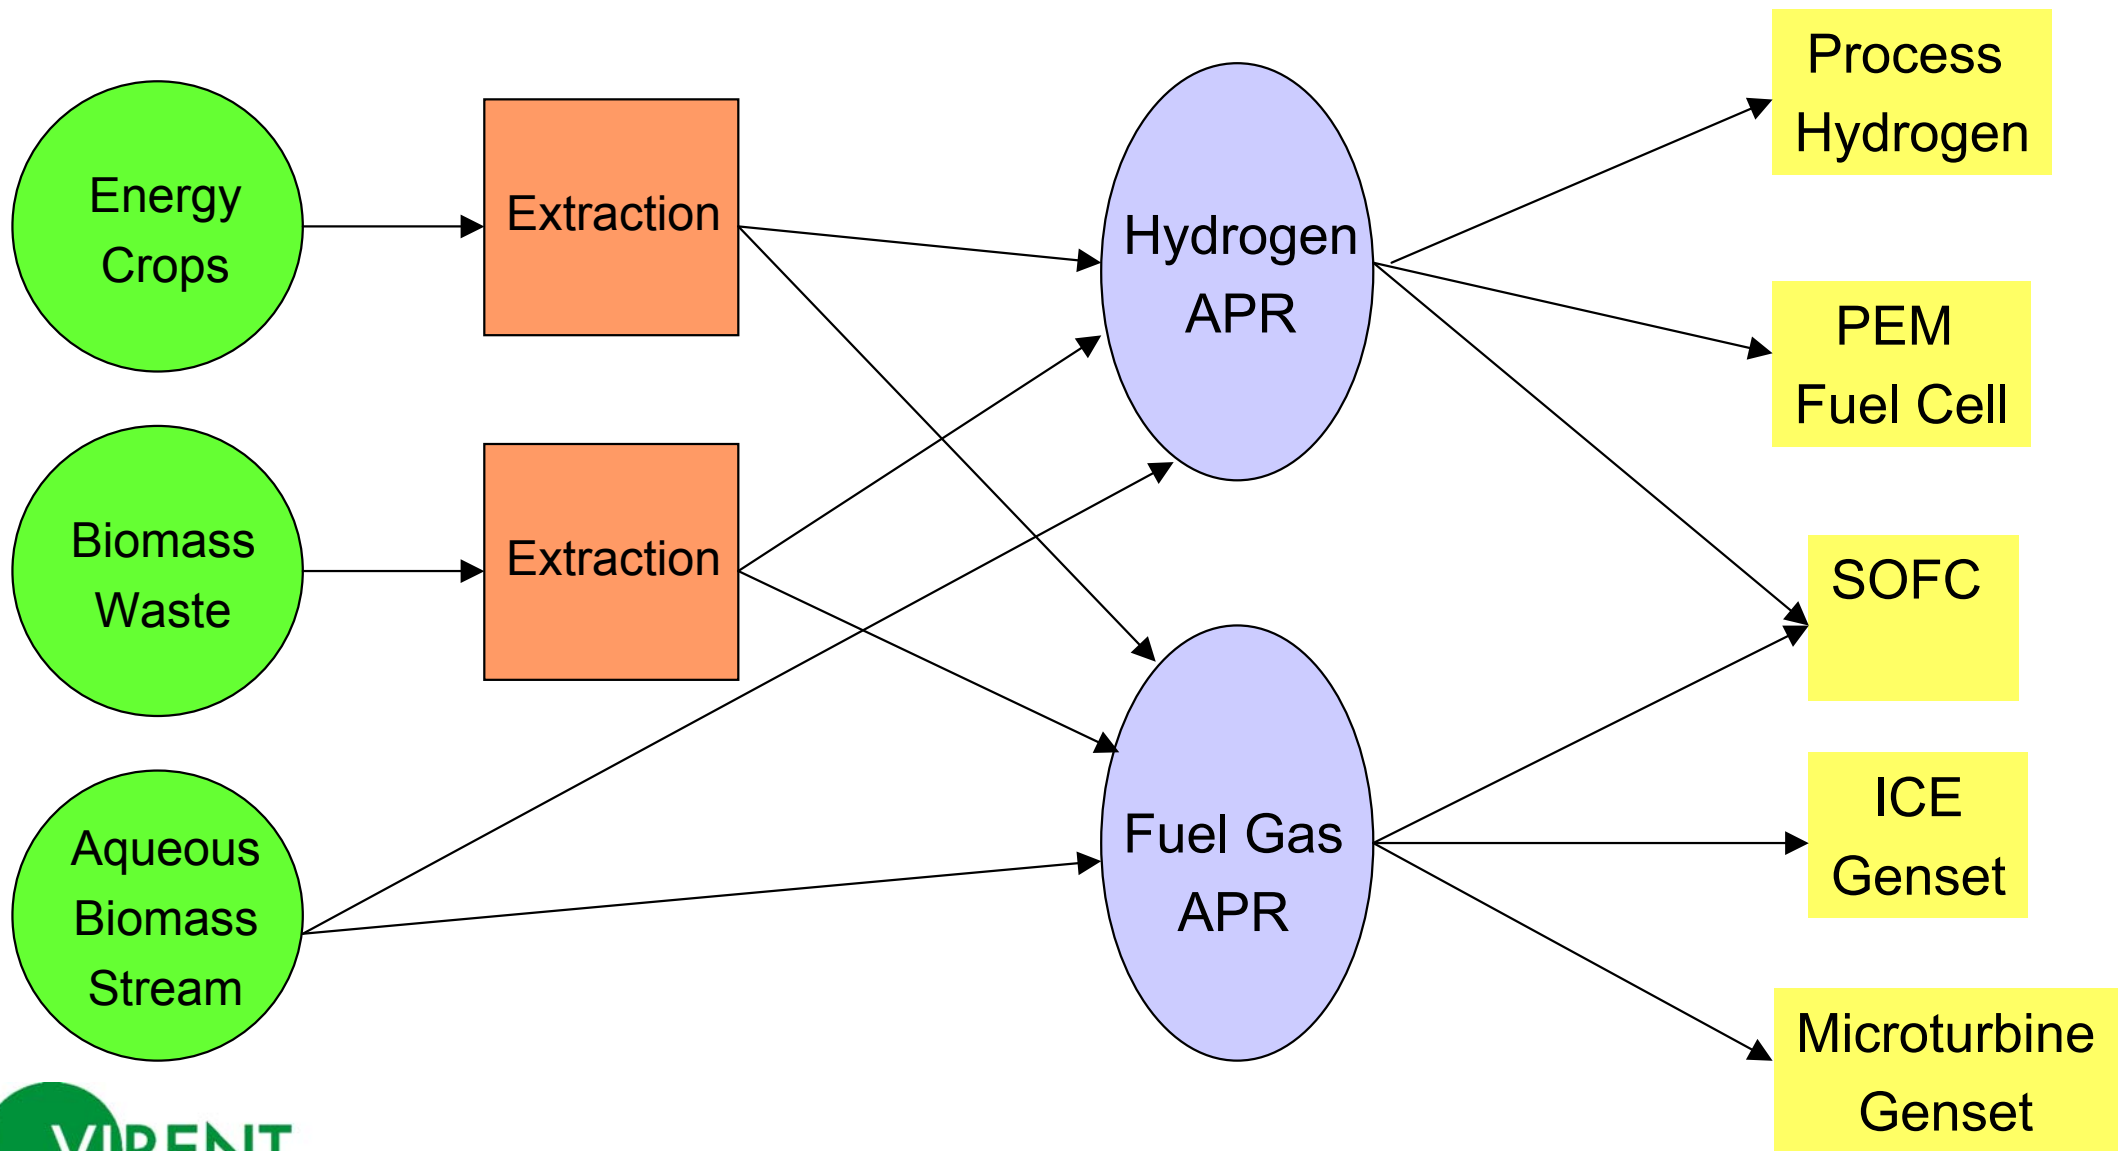 Energy
Crops
Extraction
Hydrogen
APR
Process
Hydrogen
PEM
Fuel Cell
Biomass
Waste
Extraction
SOFC
Aqueous
Biomass
Stream
Fuel Gas
APR
ICE
Genset
Microturbine
Genset
VIRENT